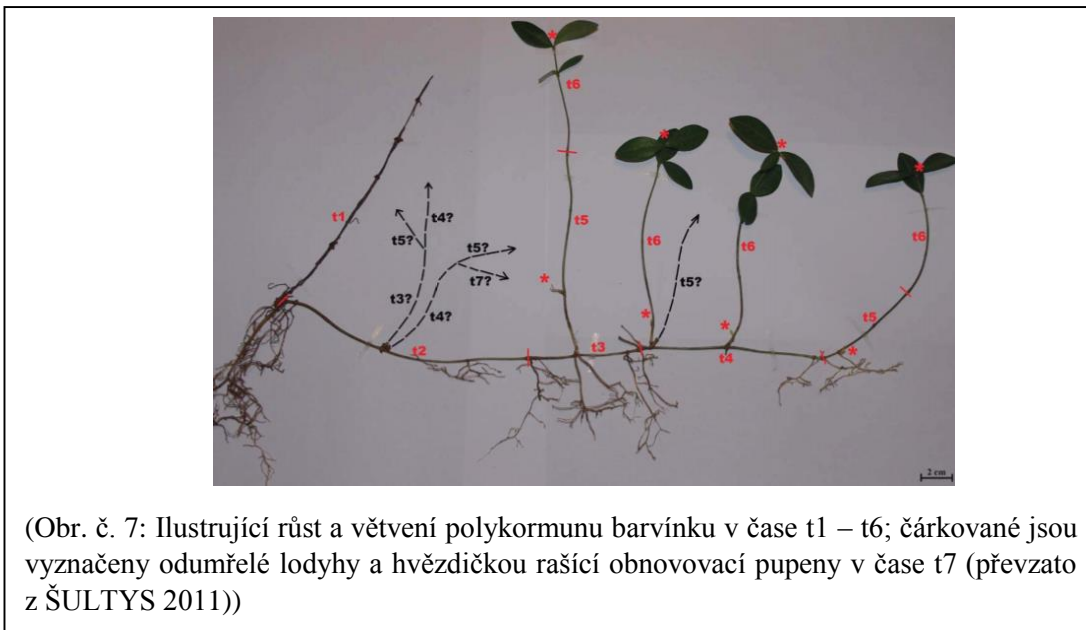 t6
t1
t4?
t5?
t5
t5?
t7?
t6
t6
t6
t3?
t4?
t5?
t5
t2
t3
t4
2 cm
(Obr. č. 7: Ilustrující růst a větvení polykormunu barvínku v čase t1 – t6; čárkované jsou
vyznačeny odumřelé lodyhy a hvězdičkou rašící obnovovací pupeny v čase t7 (převzato
z ŠULTYS 2011))